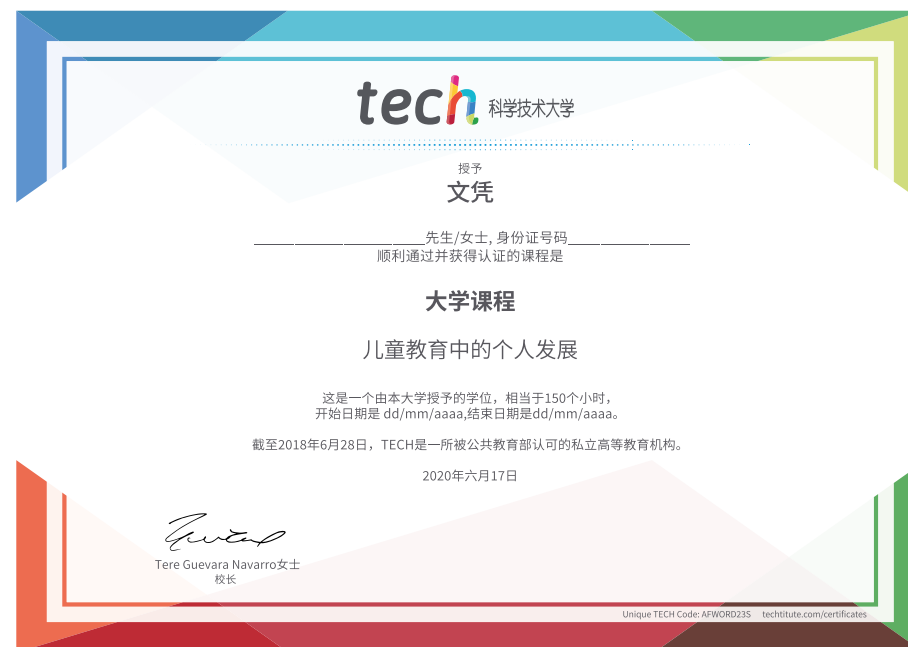 tech 科学技术大学
授予
文凭
____________________先生/女士, 身份证号码_______________
顺利通过并获得认证的课程是
大学课程
儿童教育中的个人发展
这是一个由本大学授予的学位，相当于150个小时，
开始日期是 dd/mm/aaaa,结束日期是dd/mm/aaaa。
截至2018年6月28日，TECH是一所被公共教育部认可的私立高等教育机构。
2020年六月17日
Tere Guevara Navarro女士
校长
Unique TECH Code: AFWORD23S techtitute.com/certificates